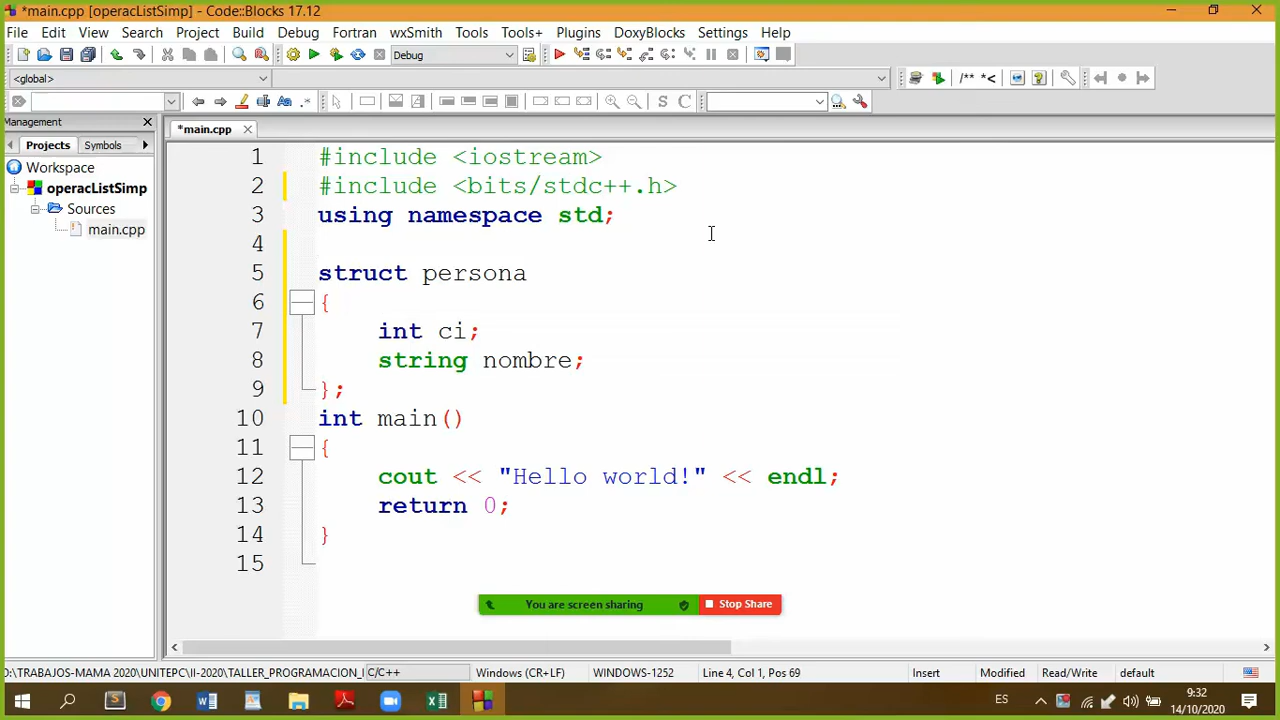 *main.cpp [operacListSimp] - Code::Blocks 17.12
File Edit View Search Project Build Debug Fortran wxSmith Tools Tools+ Plugins DoxyBlocks Settings Help
Debug
<global>
/** *<
Aa .*
S C
Management
Projects Symbols
*main.cpp
Workspace
operacListSimp
Sources
main.cpp
1 #include <iostream>
2 #include <bits/stdc++.h>
3 using namespace std;
4
5 struct persona
6 {
7 int ci;
8 string nombre;
9 };
10 int main()
11 {
12 cout << "Hello world!" << endl;
13 return 0;
14 }
15
You are screen sharing Stop Share
D:\TRABAJOS-MAMA 2020\UNITEPC\II-2020\TALLER_PROGRAMACION_I C/C++ Windows (CR+LF) WINDOWS-1252 Line 4, Col 1, Pos 69 Insert Modified Read/Write default
ES
9:32
14/10/2020